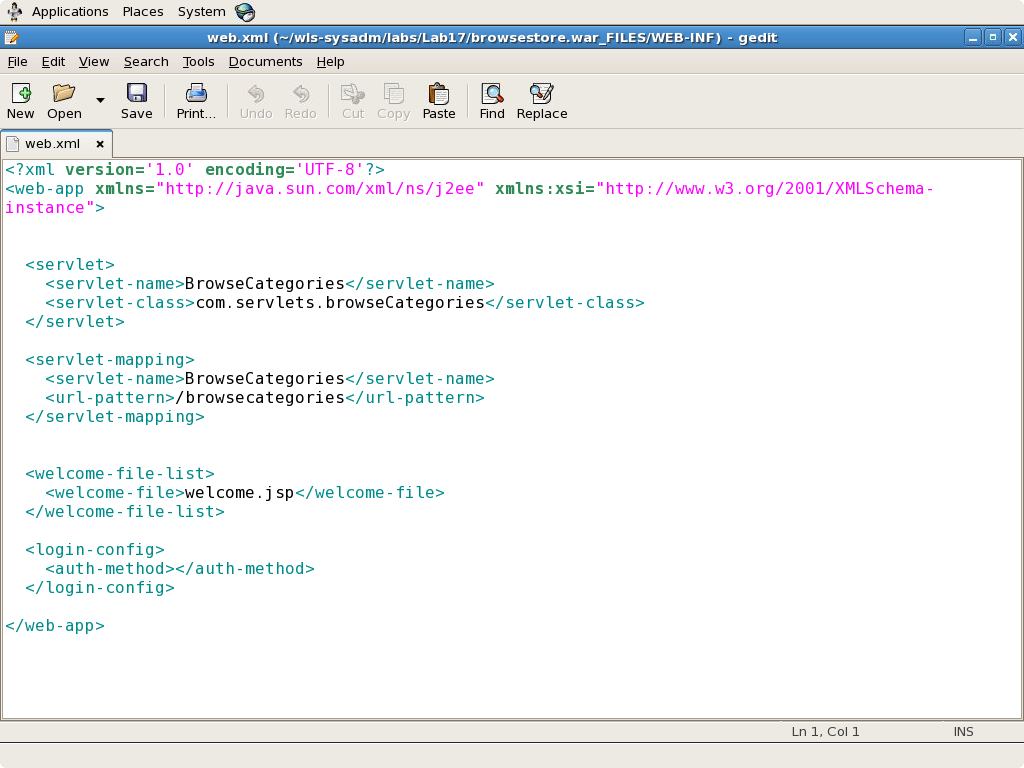 Applications Places System
web.xml (~/wls-sysadm/labs/Lab17/browsestore.war_FILES/WEB-INF) - gedit
File Edit View Search Tools Documents Help
New Open Save Print... Undo Redo Cut Copy Paste Find Replace
web.xml
<?xml version='1.0' encoding='UTF-8'?>
<web-app xmlns="http://java.sun.com/xml/ns/j2ee" xmlns:xsi="http://www.w3.org/2001/XMLSchema-
instance">
  <servlet>
    <servlet-name>BrowseCategories</servlet-name>
    <servlet-class>com.servlets.browseCategories</servlet-class>
  </servlet>
  <servlet-mapping>
    <servlet-name>BrowseCategories</servlet-name>
    <url-pattern>/browsecategories</url-pattern>
  </servlet-mapping>
  <welcome-file-list>
    <welcome-file>welcome.jsp</welcome-file>
  </welcome-file-list>
  <login-config>
    <auth-method></auth-method>
  </login-config>
</web-app>
Ln 1, Col 1 INS